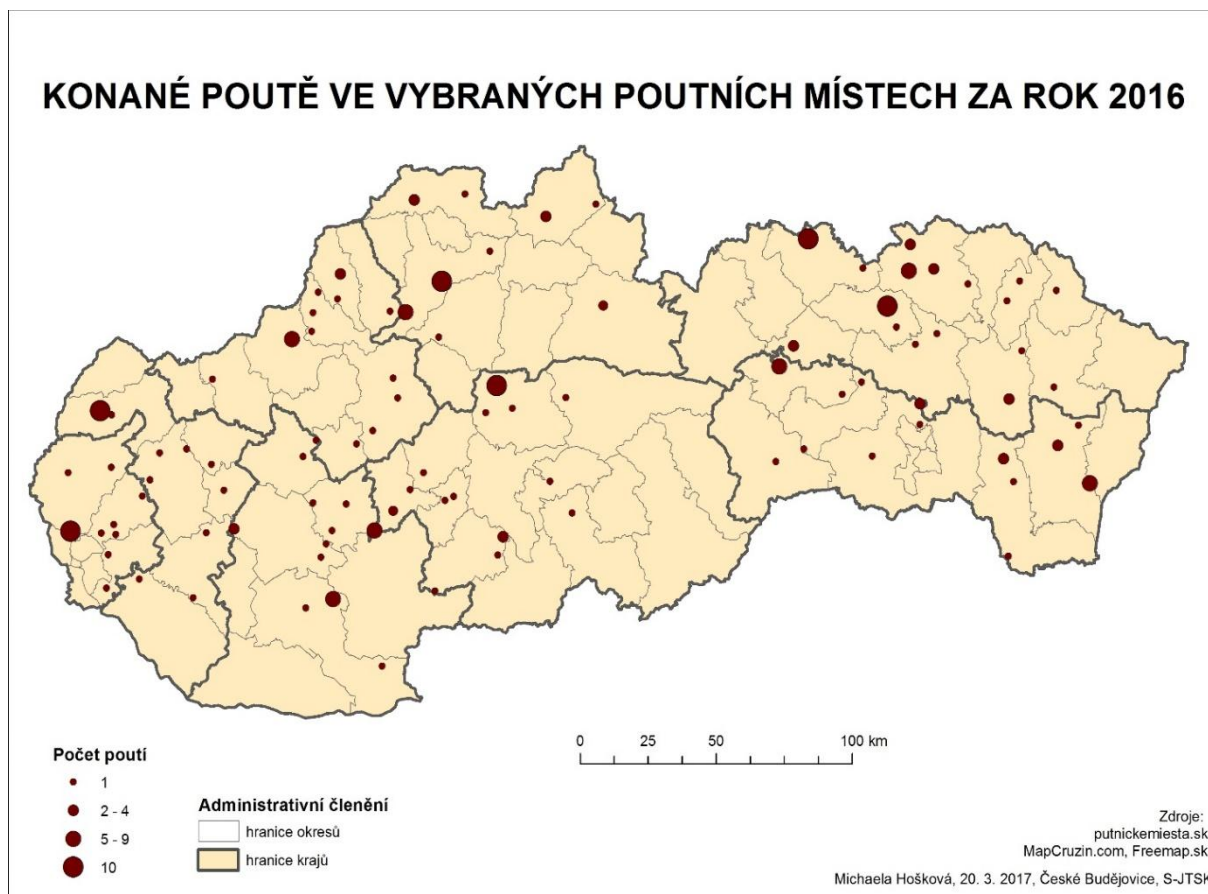 KONANÉ POUTĚ VE VYBRANÝCH POUTNÍCH MÍSTECH ZA ROK 2016
0 25 50 100 km
Počet poutí
1
2 - 4
5 - 9
10
Administrativní členění
hranice okresů
hranice krajů
Zdroje:
putnickemiesta.sk
MapCruzin.com, Freemap.sk
Michaela Hošková, 20. 3. 2017, České Budějovice, S-JTSK